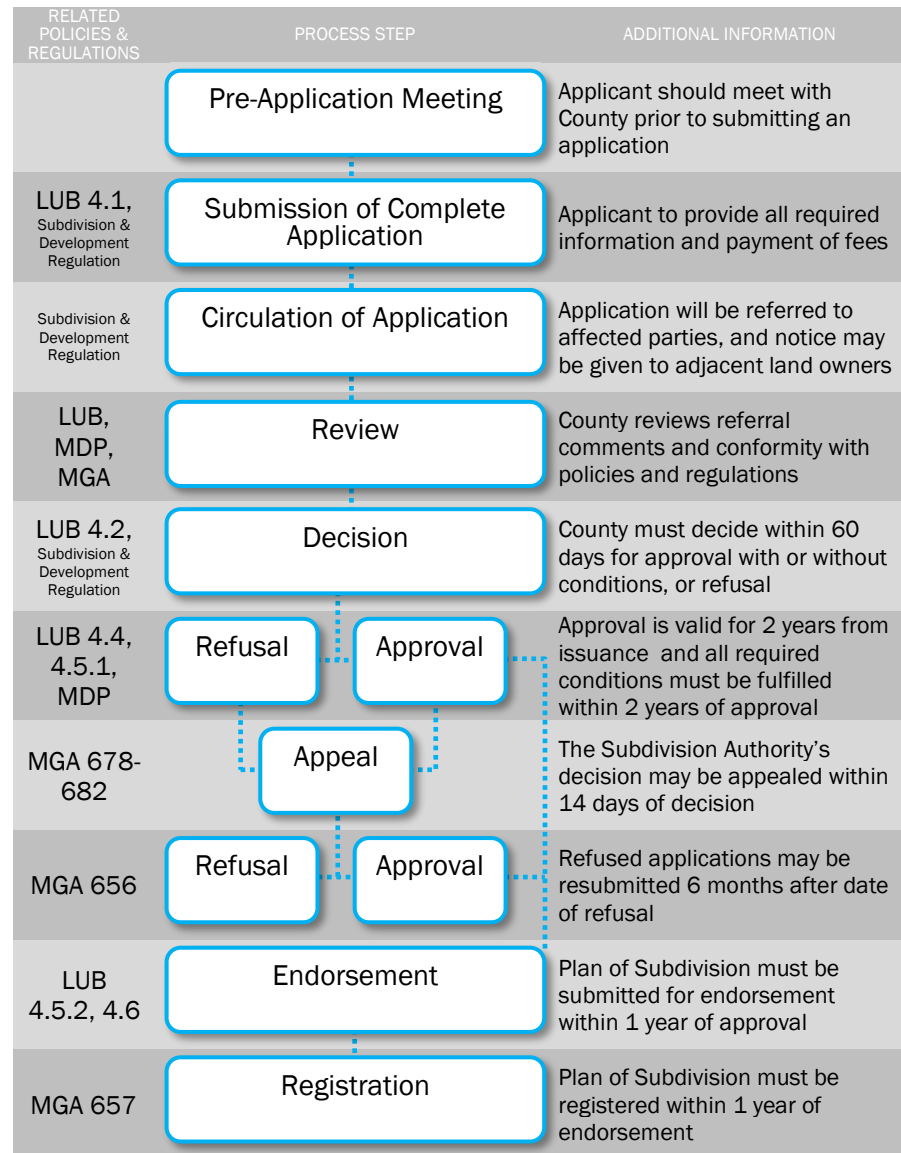 RELATED
POLICIES &
REGULATIONS
PROCESS STEP
ADDITIONAL INFORMATION
Pre-Application Meeting
Applicant should meet with
County prior to submitting an
application
LUB 4.1,
Subdivision &
Development
Regulation
Submission of Complete
Application
Applicant to provide all required
information and payment of fees
Subdivision &
Development
Regulation
Circulation of Application
Application will be referred to
affected parties, and notice may
be given to adjacent land owners
LUB,
MDP,
MGA
Review
County reviews referral
comments and conformity with
policies and regulations
LUB 4.2,
Subdivision &
Development
Regulation
Decision
County must decide within 60
days for approval with or without
conditions, or refusal
LUB 4.4,
4.5.1,
MDP
Refusal
Approval
Approval is valid for 2 years from
issuance and all required
conditions must be fulfilled
within 2 years of approval
MGA 678-
682
Appeal
The Subdivision Authority's
decision may be appealed within
14 days of decision
MGA 656
Refusal
Approval
Refused applications may be
resubmitted 6 months after date
of refusal
LUB
4.5.2, 4.6
Endorsement
Plan of Subdivision must be
submitted for endorsement
within 1 year of approval
MGA 657
Registration
Plan of Subdivision must be
registered within 1 year of
endorsement